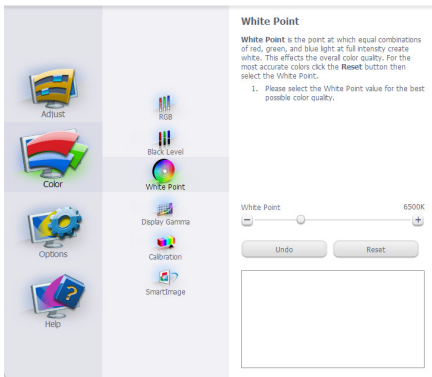 Adjust
Color
Options
Help
RGB
Black Level
White Point
Display Gamma
Calibration
SmartImage
White Point
White Point is the point at which equal combinations
of red, green, and blue light at full intensity create
white. This effects the overall color quality. For the
most accurate colors click the Reset button then
select the White Point.
1. Please select the White Point value for the best
possible color quality.
White Point 6500K
Undo Reset